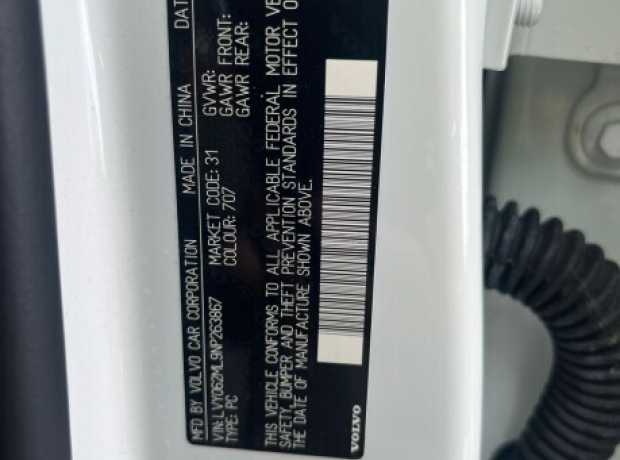 MFD BY VOLVO CAR CORPORATION MADE IN CHINA DAT
VIN: LVY062ML9NP263867
TYPE: PC
MARKET CODE: 31
COLOUR: 707
GVWR:
GAWR FRONT:
GAWR REAR:
THIS VEHICLE CONFORMS TO ALL APPLICABLE FEDERAL MOTOR VE
SAFETY, BUMPER AND THEFT PREVENTION STANDARDS IN EFFECT O
THE DATE OF MANUFACTURE SHOWN ABOVE.
VOLVO